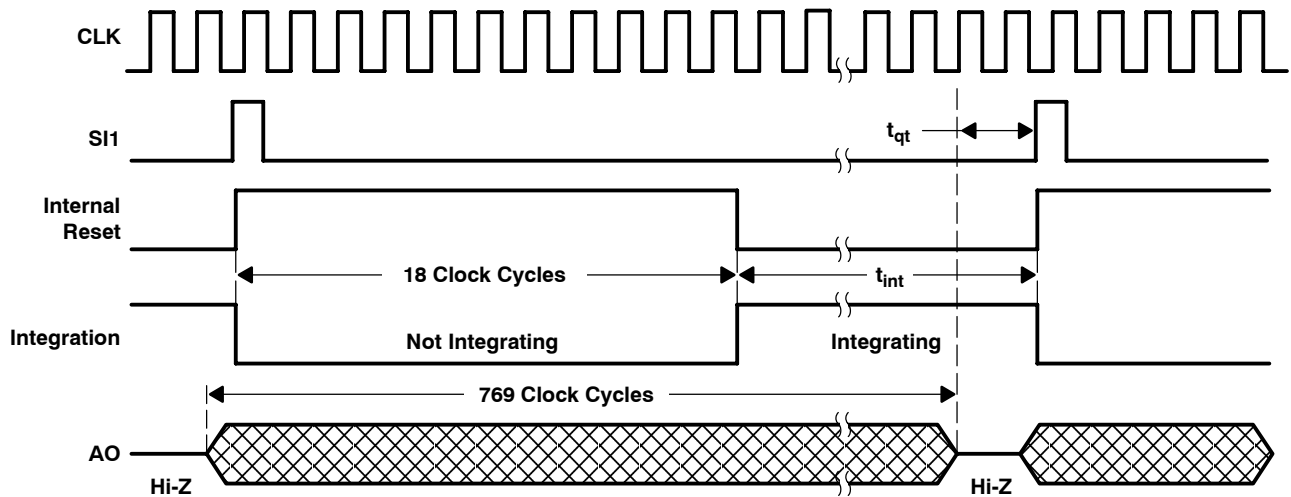 CLK
SI1
t_qt
Internal
Reset
18 Clock Cycles
t_int
Integration
Not Integrating
Integrating
769 Clock Cycles
AO
Hi-Z
Hi-Z